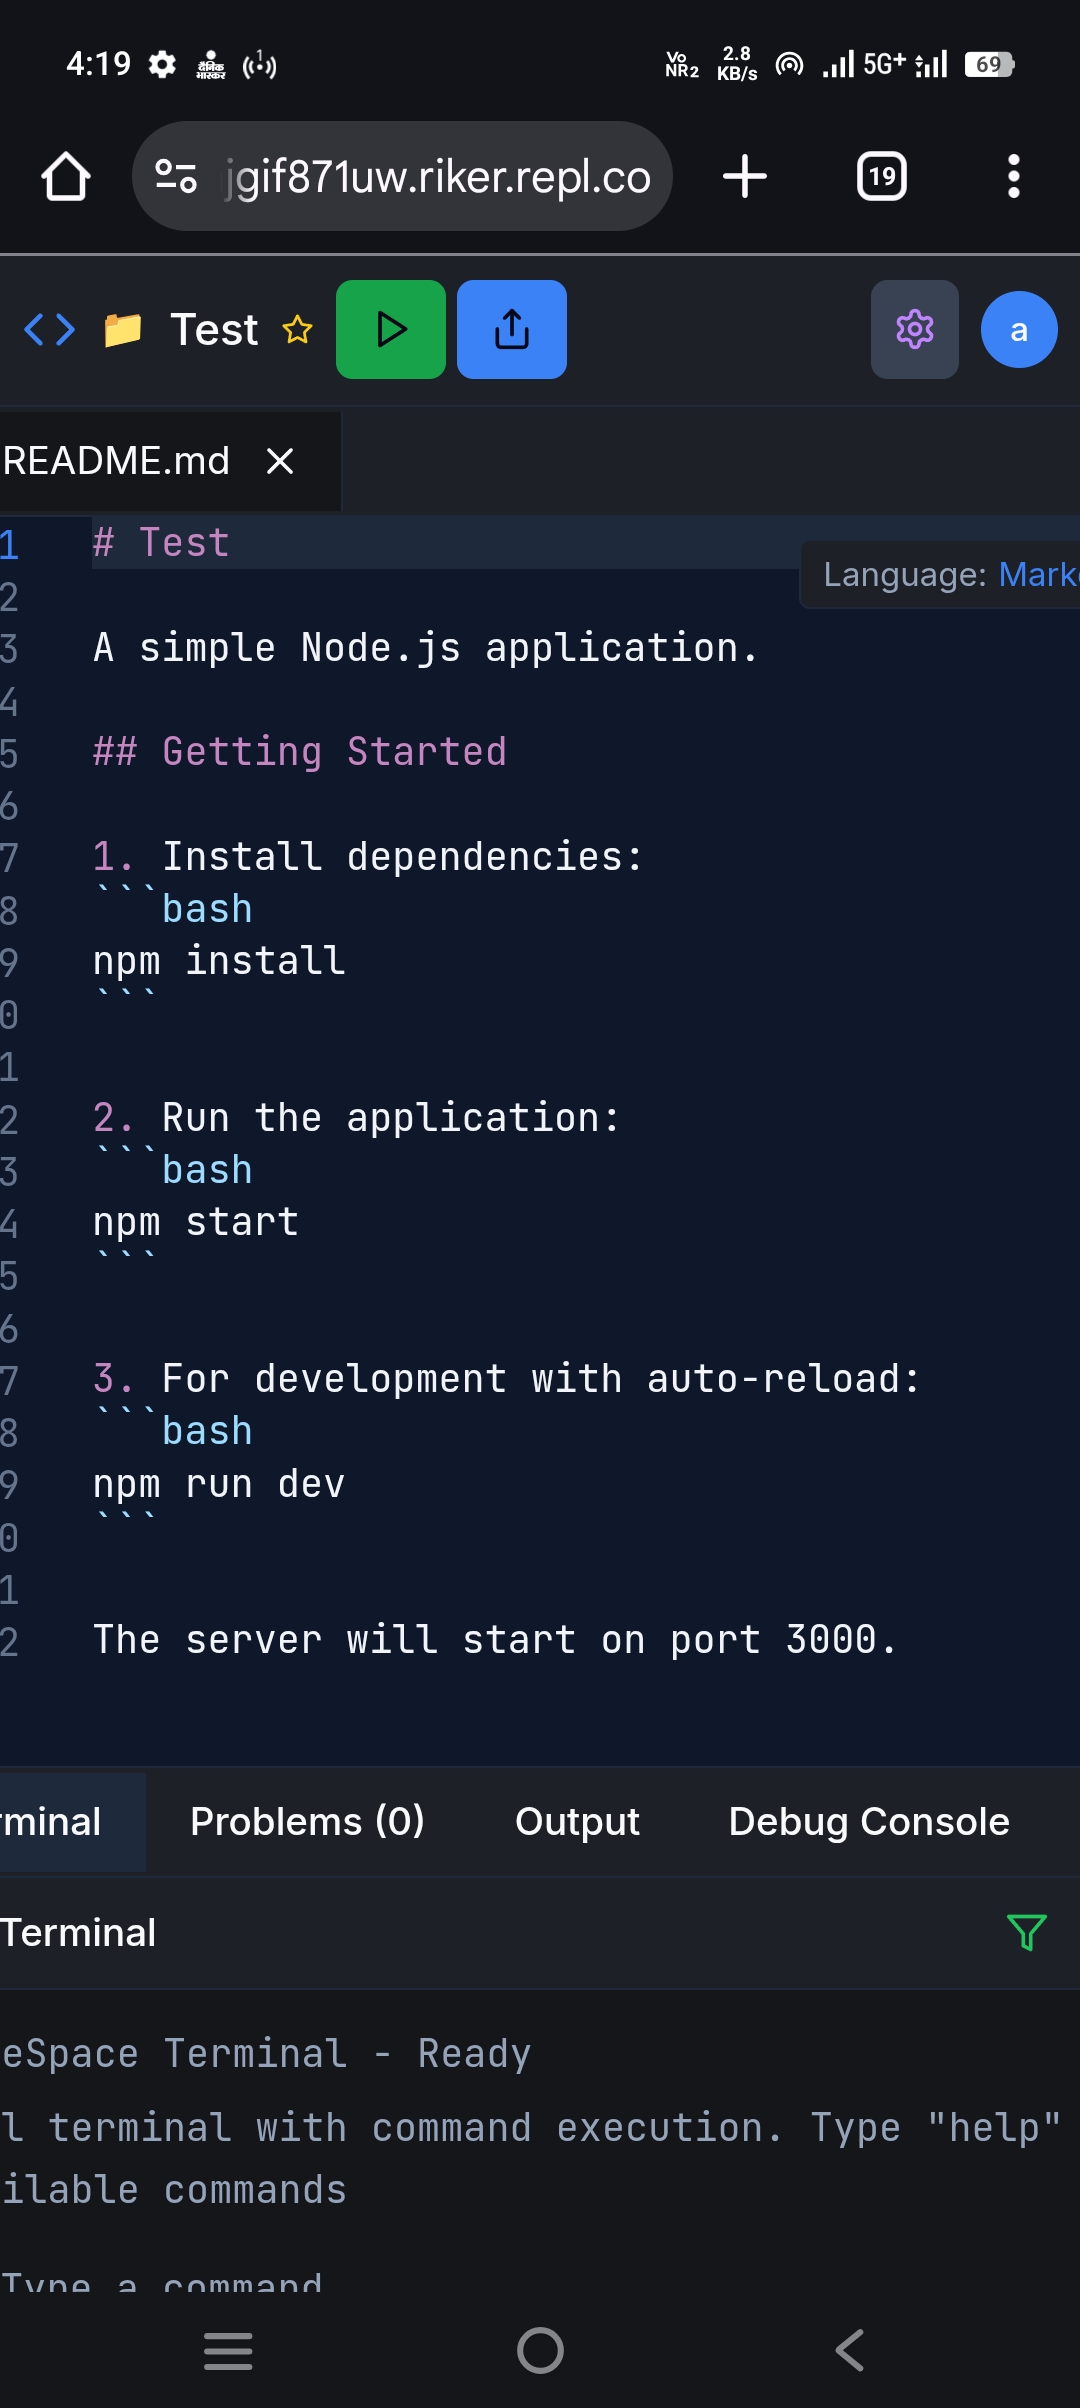 4:19
दैनिक
भास्कर
1
Vo
NR2
2.8
KB/s
5G+
69
jgif871uw.riker.repl.co
19
📁 Test
a
README.md
Language: Mark
1 # Test
2
3 A simple Node.js application.
4
5 ## Getting Started
6
7 1. Install dependencies:
8 ```bash
9 npm install
0 ```
1
2 2. Run the application:
3 ```bash
4 npm start
5 ```
6
7 3. For development with auto-reload:
8 ```bash
9 npm run dev
0 ```
1
2 The server will start on port 3000.
rminal Problems (0) Output Debug Console
Terminal
eSpace Terminal - Ready
l terminal with command execution. Type "help"
ilable commands
Type a command